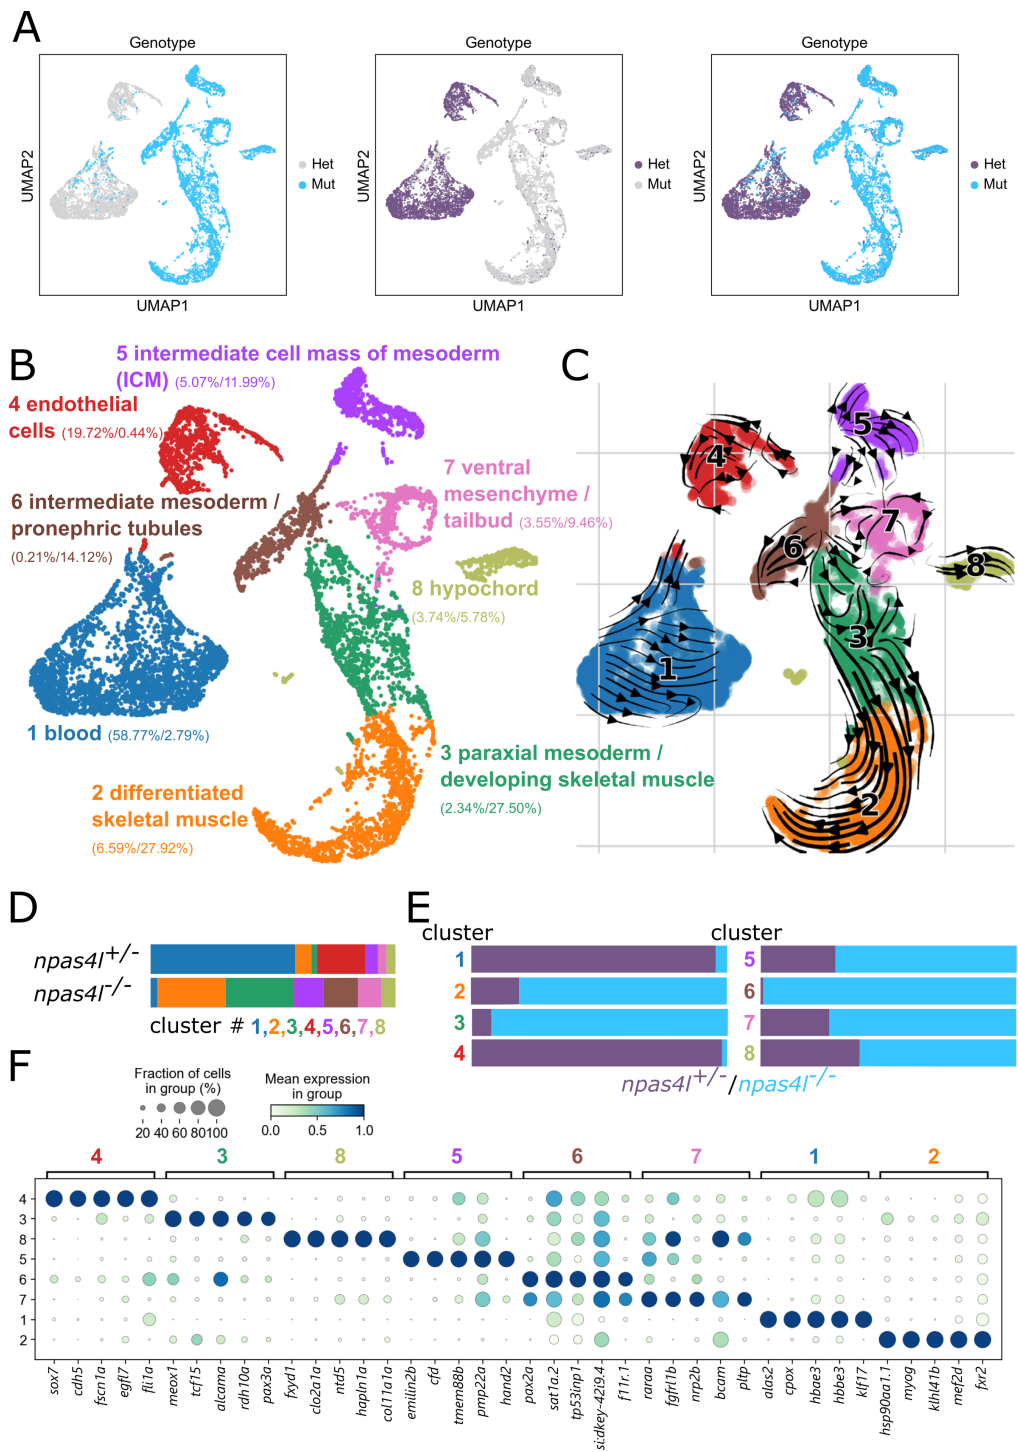 A
Genotype
Genotype
Genotype
UMAP2
UMAP2
UMAP2
Het
Mut
Het
Mut
Het
Mut
UMAP1
UMAP1
UMAP1
B
5 intermediate cell mass of mesoderm
(ICM) (5.07%/11.99%)
4 endothelial
cells (19.72%/0.44%)
7 ventral
mesenchyme /
tailbud (3.55%/9.46%)
6 intermediate mesoderm /
pronephric tubules
(0.21%/14.12%)
8 hypochord
(3.74%/5.78%)
1 blood (58.77%/2.79%)
3 paraxial mesoderm /
developing skeletal muscle
(2.34%/27.50%)
2 differentiated
skeletal muscle
(6.59%/27.92%)
C
5
4
7
6
8
3
1
2
D
npas4l+/-
npas4l-/-
cluster # 1,2,3,4,5,6,7,8
E
cluster
cluster
1
2
3
4
5
6
7
8
npas4l+/-/npas4l-/-
F
Fraction of cells
in group (%)
20 40 60 80100
Mean expression
in group
0.0 0.5 1.0
4 3 8 5 6 7 1 2
4
3
8
5
6
7
1
2
sox7
cdh5
fscn1a
egfl7
fli1a
meox1
tcf15
alcama
rdh10a
pax3a
fxyd1
clo2a1a
ntd5
hapln1a
col11a1a
emilin2b
cfd
tmem88b
pmp22a
hand2
pax2a
sat1a.2
tp53inp1
si:dkey-42i9.4
f11r.1
raraa
fgfrl1b
nrp2b
bcam
pltp
alas2
cpox
hbae3
hbbe3
klf17
hsp90aa1.1
myog
klhl41b
mef2d
fxr2